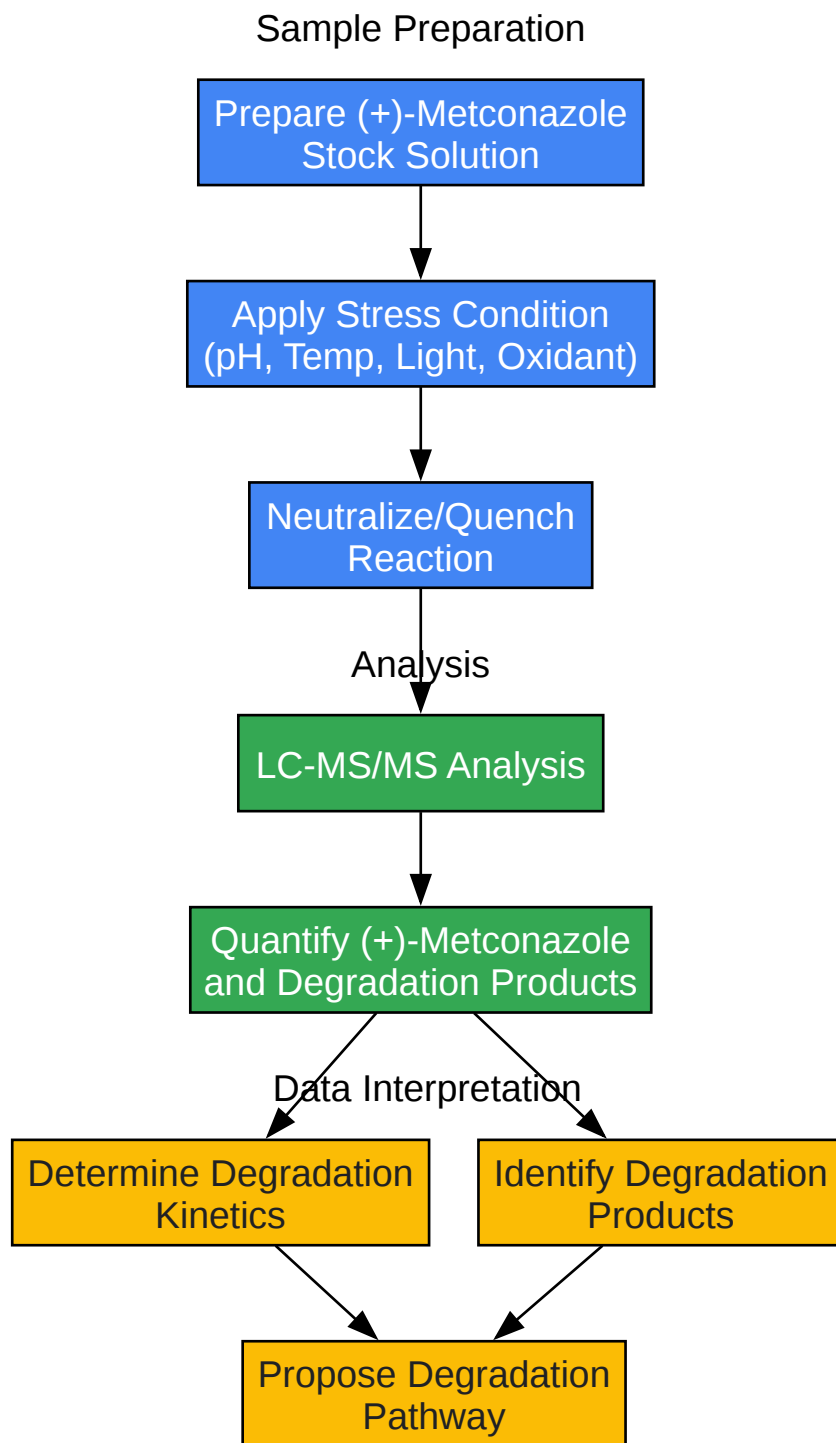 Sample Preparation
Prepare (+)-Metconazole
Stock Solution
Apply Stress Condition
(pH, Temp, Light, Oxidant)
Neutralize/Quench
Reaction
Analysis
LC-MS/MS Analysis
Quantify (+)-Metconazole
and Degradation Products
Data Interpretation
Determine Degradation
Kinetics
Identify Degradation
Products
Propose Degradation
Pathway